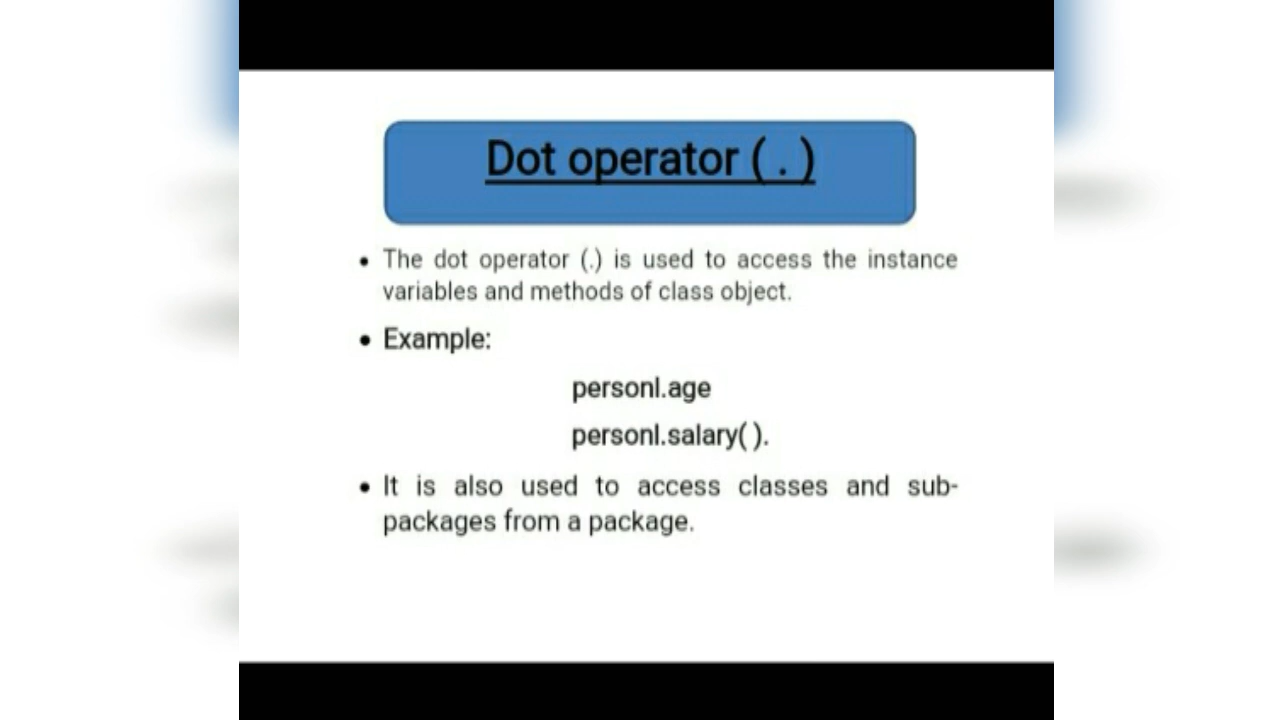 Dot operator ( . )
• The dot operator (.) is used to access the instance
variables and methods of class object.
• Example:
personl.age
personl.salary( ).
• It is also used to access classes and sub-
packages from a package.